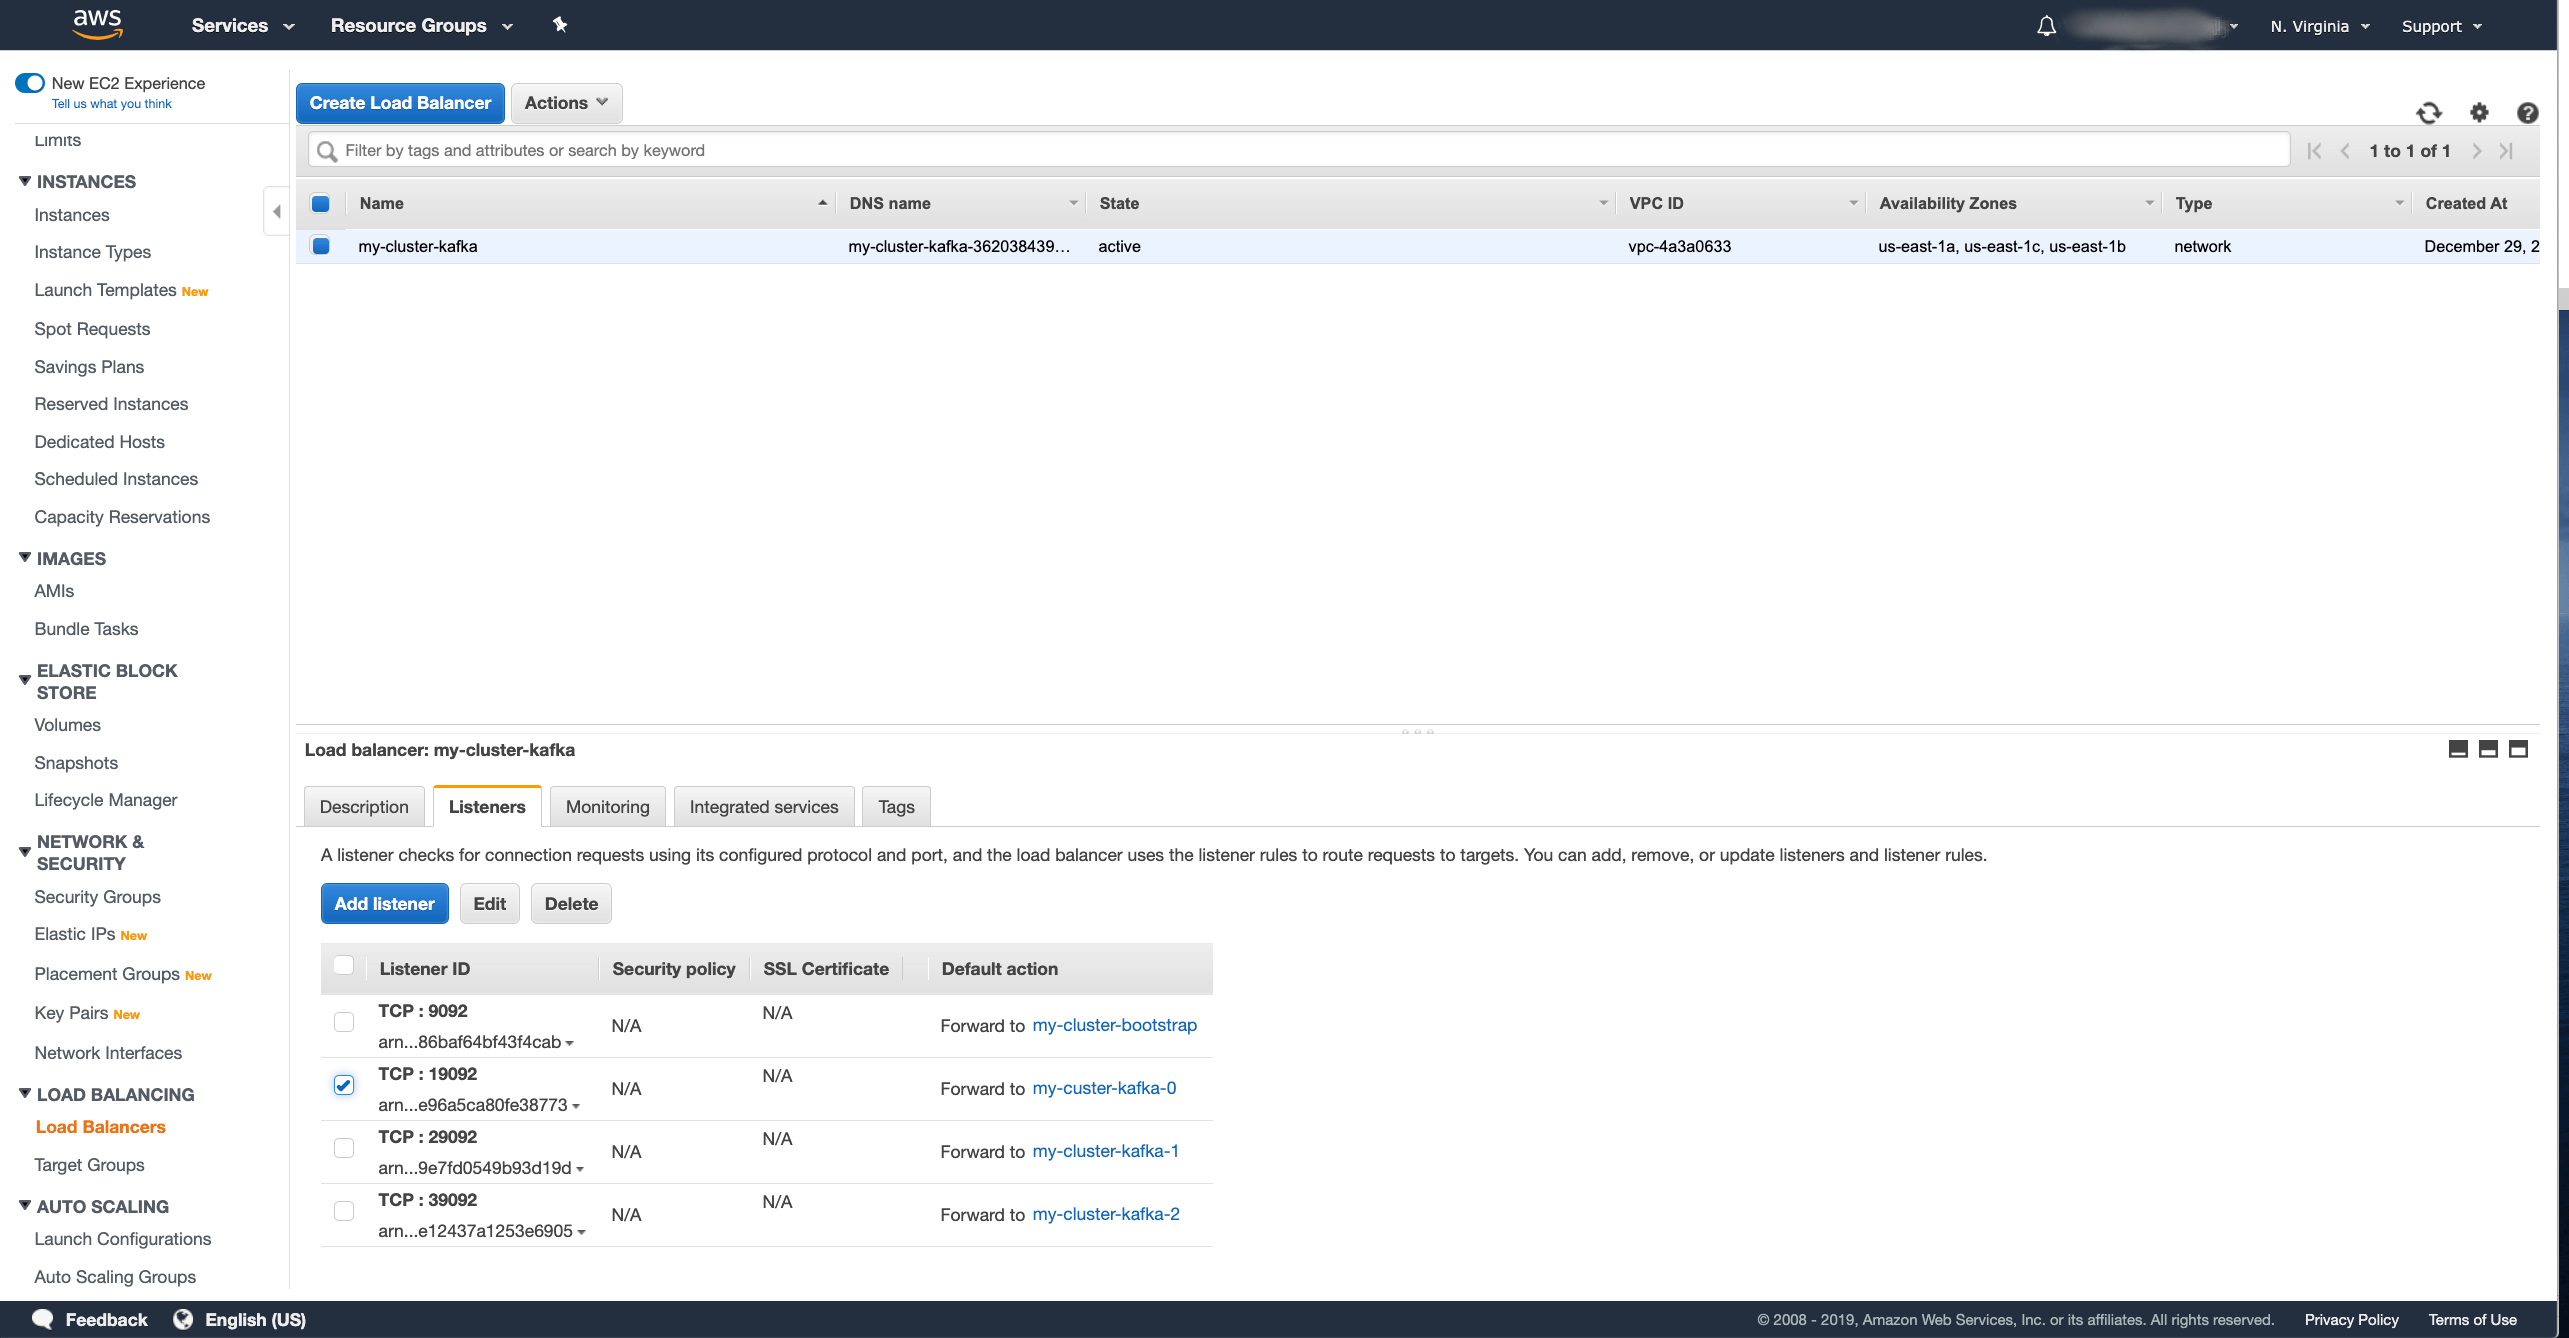 aws Services Resource Groups N. Virginia Support
New EC2 Experience
Tell us what you think
Limits
INSTANCES
Instances
Instance Types
Launch Templates New
Spot Requests
Savings Plans
Reserved Instances
Dedicated Hosts
Scheduled Instances
Capacity Reservations
IMAGES
AMIs
Bundle Tasks
ELASTIC BLOCK
STORE
Volumes
Snapshots
Lifecycle Manager
NETWORK &
SECURITY
Security Groups
Elastic IPs New
Placement Groups New
Key Pairs New
Network Interfaces
LOAD BALANCING
Load Balancers
Target Groups
AUTO SCALING
Launch Configurations
Auto Scaling Groups
Create Load Balancer Actions
Filter by tags and attributes or search by keyword 1 to 1 of 1
Name DNS name State VPC ID Availability Zones Type Created At
my-cluster-kafka my-cluster-kafka-362038439... active vpc-4a3a0633 us-east-1a, us-east-1c, us-east-1b network December 29, 2
Load balancer: my-cluster-kafka
Description Listeners Monitoring Integrated services Tags
A listener checks for connection requests using its configured protocol and port, and the load balancer uses the listener rules to route requests to targets. You can add, remove, or update listeners and listener rules.
Add listener Edit Delete
Listener ID Security policy SSL Certificate Default action
TCP : 9092
arn...86baf64bf43f4cab N/A N/A Forward to my-cluster-bootstrap
TCP : 19092
arn...e96a5ca80fe38773 N/A N/A Forward to my-custer-kafka-0
TCP : 29092
arn...9e7fd0549b93d19d N/A N/A Forward to my-cluster-kafka-1
TCP : 39092
arn...e12437a1253e6905 N/A N/A Forward to my-cluster-kafka-2
Feedback English (US) © 2008 - 2019, Amazon Web Services, Inc. or its affiliates. All rights reserved. Privacy Policy Terms of Use